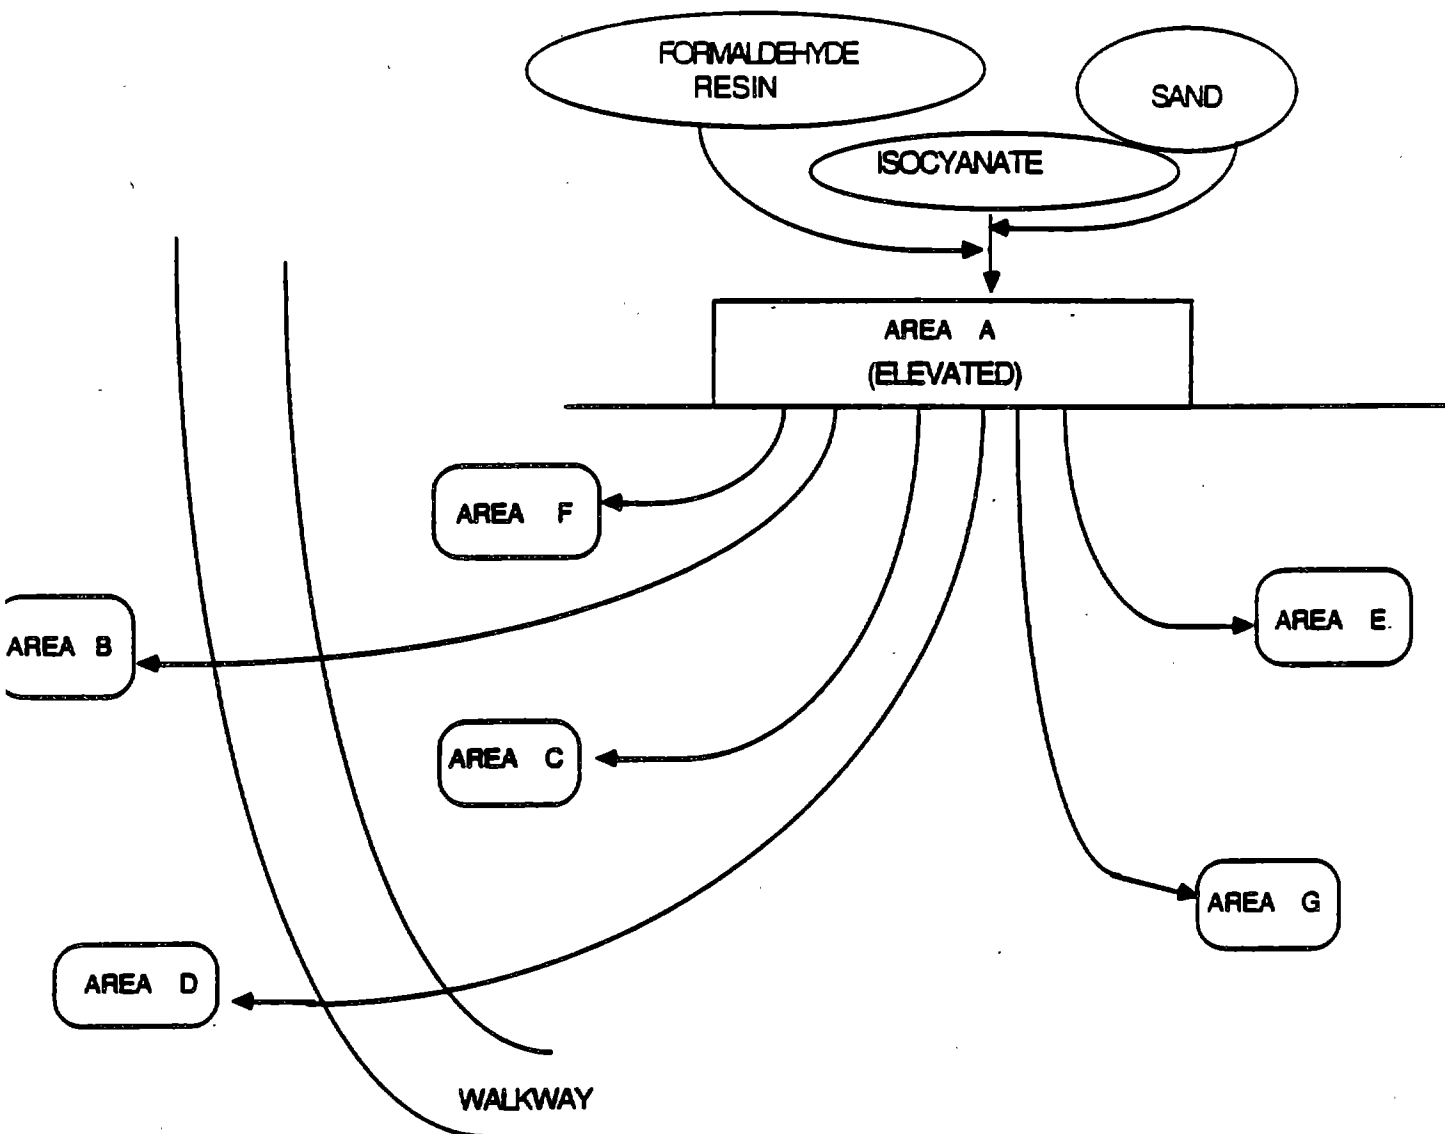 FORMALDEHYDE
RESIN
SAND
ISOCYANATE
AREA A
(ELEVATED)
AREA F
AREA B
AREA E
AREA C
AREA G
AREA D
WALKWAY